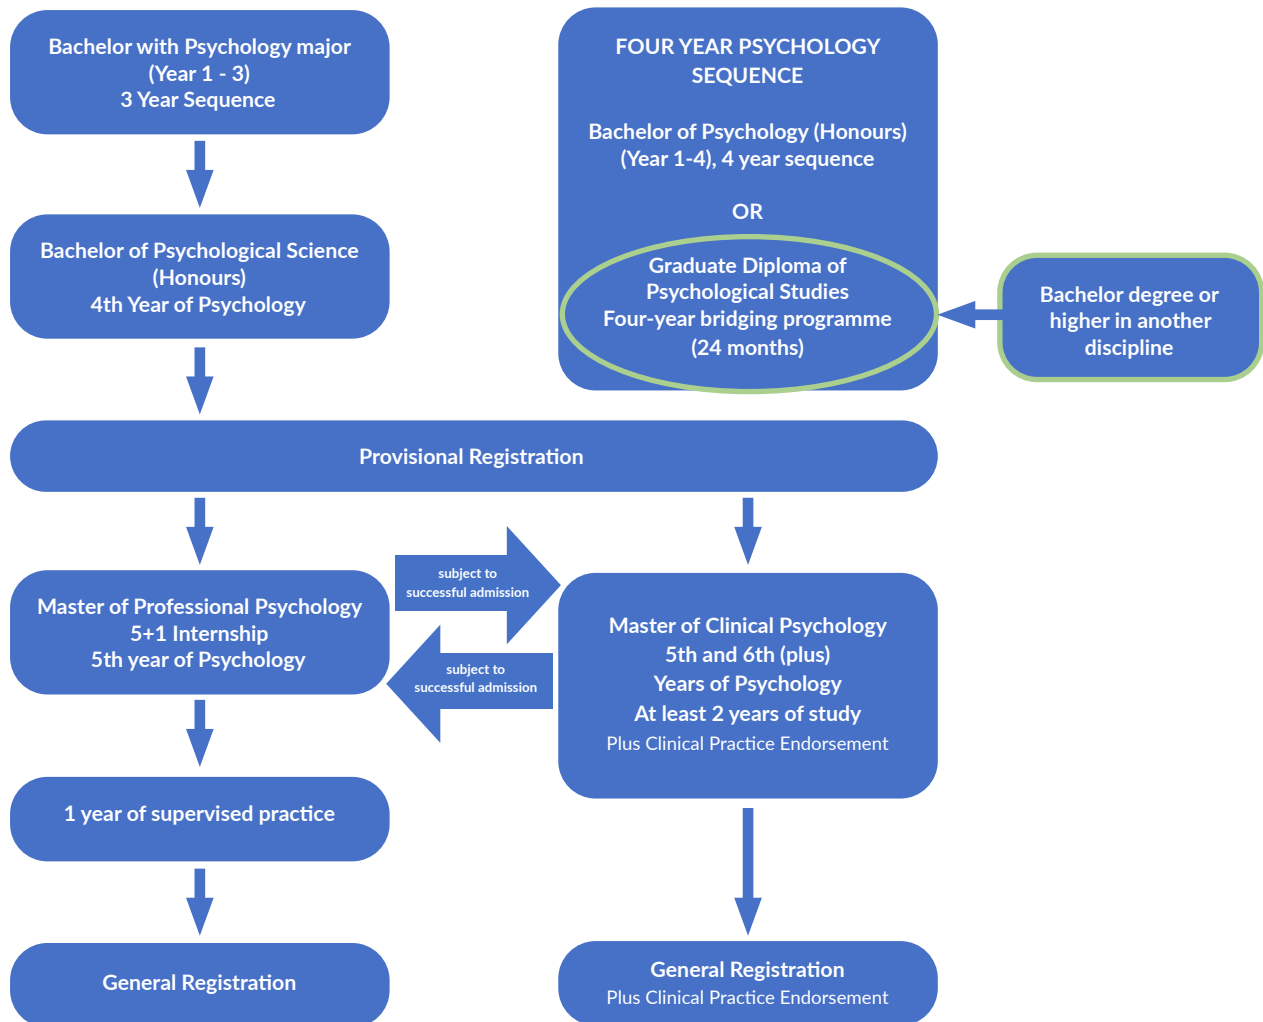 Bachelor with Psychology major
(Year 1 - 3)
3 Year Sequence
FOUR YEAR PSYCHOLOGY
SEQUENCE
Bachelor of Psychology (Honours)
(Year 1-4), 4 year sequence
OR
Graduate Diploma of
Psychological Studies
Four-year bridging programme
(24 months)
Bachelor degree or
higher in another
discipline
Bachelor of Psychological Science
(Honours)
4th Year of Psychology
Provisional Registration
subject to
successful admission
subject to
successful admission
Master of Professional Psychology
5+1 Internship
5th year of Psychology
Master of Clinical Psychology
5th and 6th (plus)
Years of Psychology
At least 2 years of study
Plus Clinical Practice Endorsement
1 year of supervised practice
General Registration
General Registration
Plus Clinical Practice Endorsement